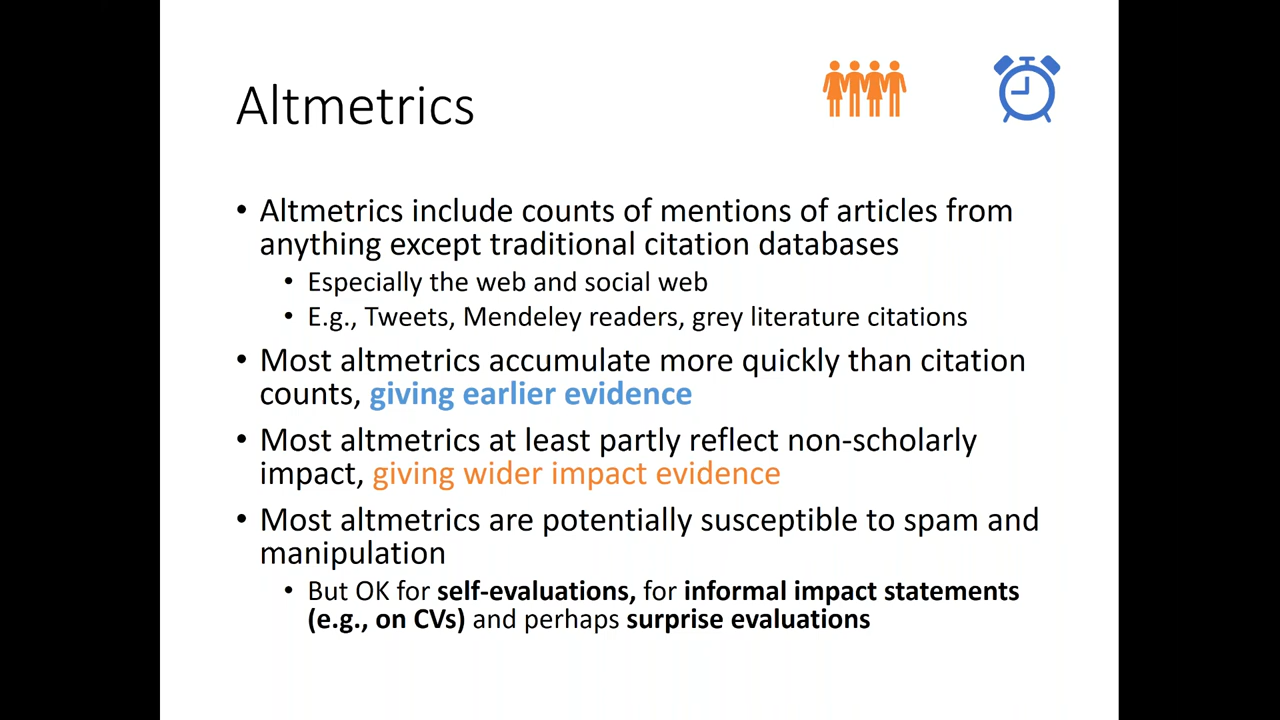 Altmetrics
• Altmetrics include counts of mentions of articles from
anything except traditional citation databases
• Especially the web and social web
• E.g., Tweets, Mendeley readers, grey literature citations
• Most altmetrics accumulate more quickly than citation
counts, giving earlier evidence
• Most altmetrics at least partly reflect non-scholarly
impact, giving wider impact evidence
• Most altmetrics are potentially susceptible to spam and
manipulation
• But OK for self-evaluations, for informal impact statements
(e.g., on CVs) and perhaps surprise evaluations